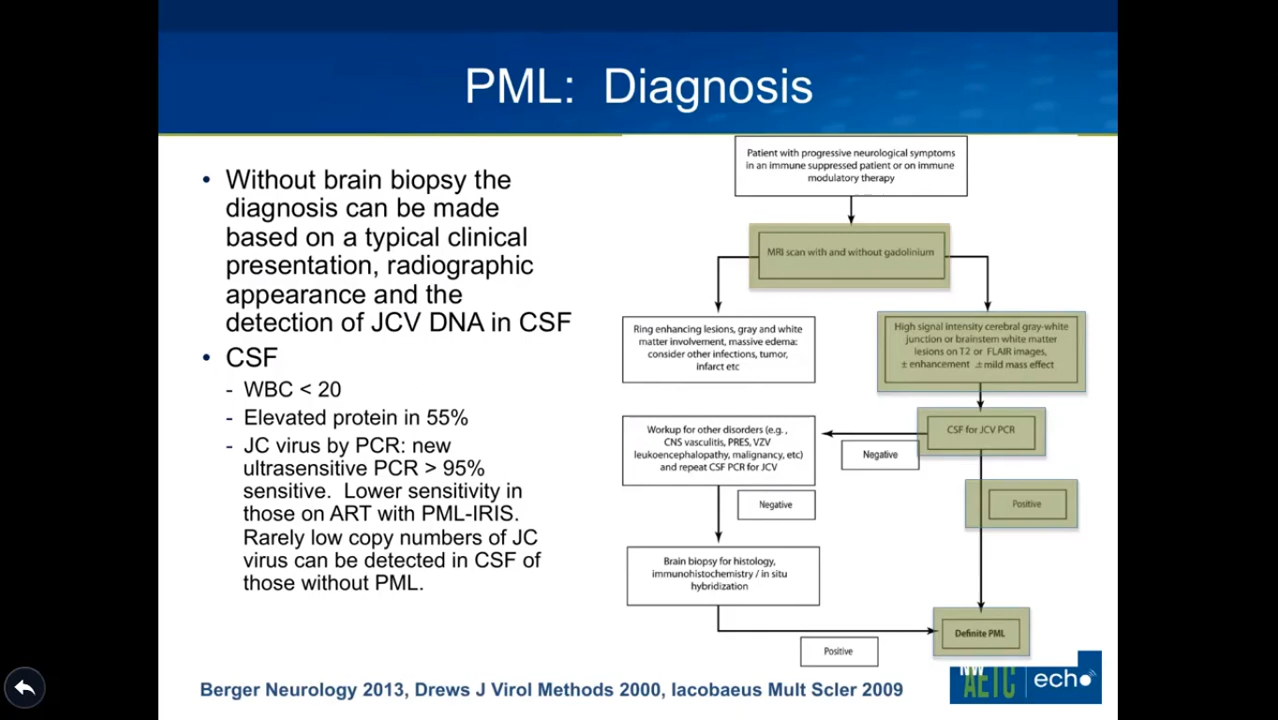 PML: Diagnosis
• Without brain biopsy the
diagnosis can be made
based on a typical clinical
presentation, radiographic
appearance and the
detection of JCV DNA in CSF
• CSF
- WBC < 20
- Elevated protein in 55%
- JC virus by PCR: new
ultrasensitive PCR > 95%
sensitive. Lower sensitivity in
those on ART with PML-IRIS.
Rarely low copy numbers of JC
virus can be detected in CSF of
those without PML.
Patient with progressive neurological symptoms
in an immune suppressed patient or on immune
modulatory therapy
MRI scan with and without gadolinium
Ring enhancing lesions, gray and white
matter involvement, massive edema:
consider other infections, tumor,
infarct etc
High signal intensity cerebral gray-white
junction or brainstem white matter
lesions on T2 or FLAIR images,
± enhancement ± mild mass effect
CSF for JCV PCR
Negative
Workup for other disorders (e.g.,
CNS vasculitis, PRES, VZV
leukoencephalopathy, malignancy, etc)
and repeat CSF PCR for JCV
Positive
Negative
Brain biopsy for histology,
immunohistochemistry / in situ
hybridization
Definite PML
Positive
Berger Neurology 2013, Drews J Virol Methods 2000, Iacobaeus Mult Scler 2009
NW
AETC echo